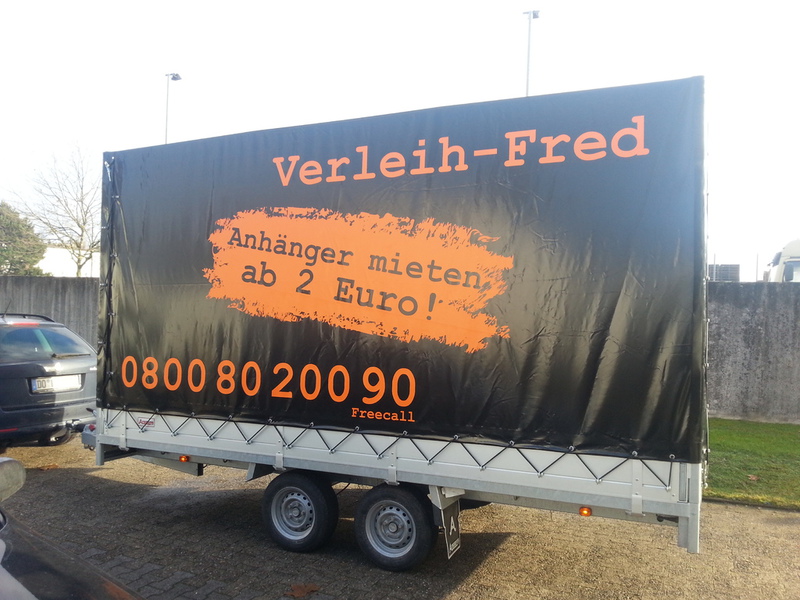 Verleih-Fred
Anhänger mieten
ab 2 Euro!
0800 80 200 90
Freecall